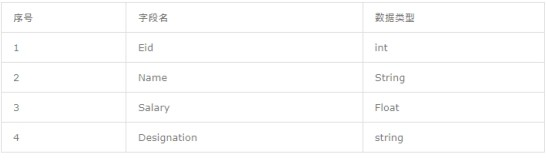 序号 字段名 数据类型
1 Eid int
2 Name String
3 Salary Float
4 Designation string